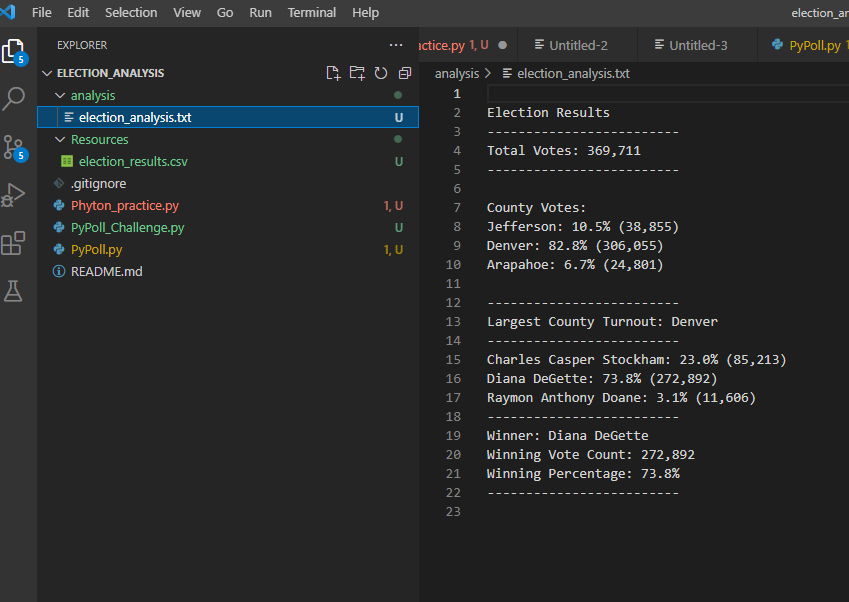 File Edit Selection View Go Run Terminal Help election_an
EXPLORER ...
ELECTION_ANALYSIS
analysis
election_analysis.txt U
Resources
election_results.csv U
.gitignore
Phyton_practice.py 1, U
PyPoll_Challenge.py U
PyPoll.py 1, U
README.md
5
5
actice.py 1, U Untitled-2 Untitled-3 PyPoll.py 1
analysis > election_analysis.txt
1
2 Election Results
3 -------------------------
4 Total Votes: 369,711
5 -------------------------
6
7 County Votes:
8 Jefferson: 10.5% (38,855)
9 Denver: 82.8% (306,055)
10 Arapahoe: 6.7% (24,801)
11
12 -------------------------
13 Largest County Turnout: Denver
14 -------------------------
15 Charles Casper Stockham: 23.0% (85,213)
16 Diana DeGette: 73.8% (272,892)
17 Raymon Anthony Doane: 3.1% (11,606)
18 -------------------------
19 Winner: Diana DeGette
20 Winning Vote Count: 272,892
21 Winning Percentage: 73.8%
22 -------------------------
23